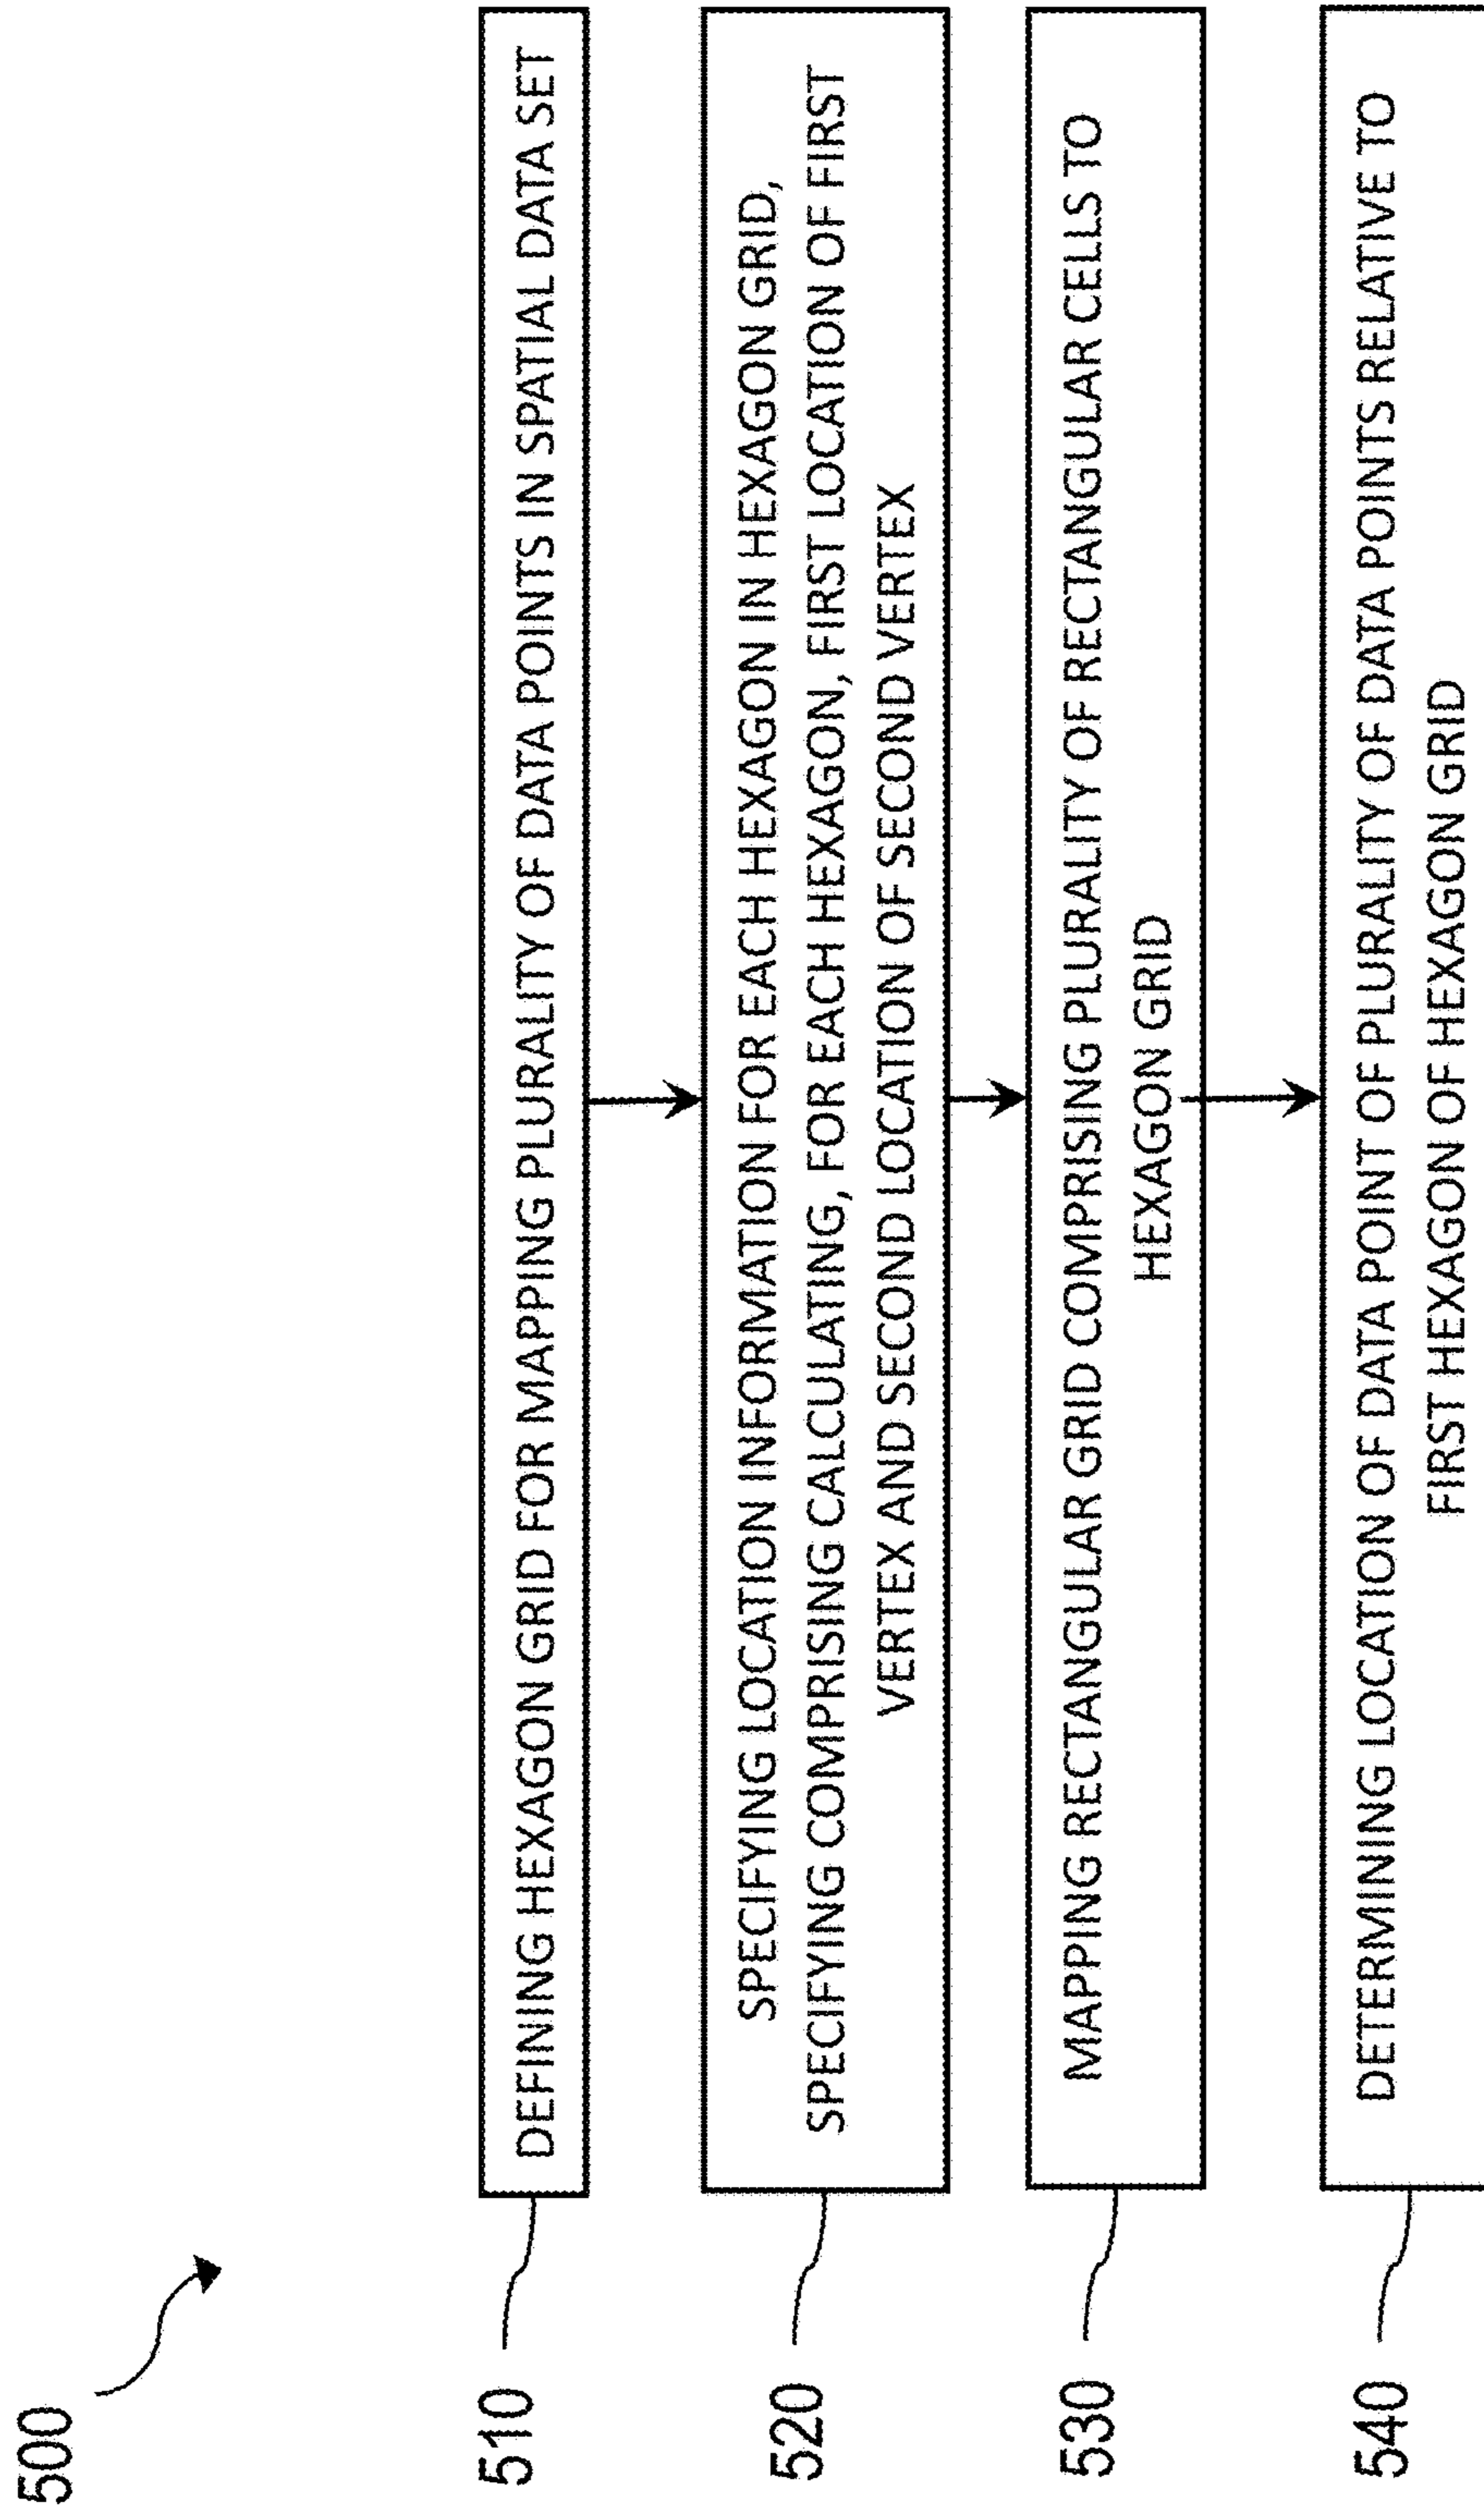 500
510
DEFINING HEXAGON GRID FOR MAPPING PLURALITY OF DATA POINTS IN SPATIAL DATA SET
520
SPECIFYING LOCATION INFORMATION FOR EACH HEXAGON IN HEXAGON GRID,
SPECIFYING COMPRISING CALCULATING, FOR EACH HEXAGON, FIRST LOCATION OF FIRST
VERTEX AND SECOND LOCATION OF SECOND VERTEX
530
MAPPING RECTANGULAR GRID COMPRISING PLURALITY OF RECTANGULAR CELLS TO
HEXAGON GRID
540
DETERMINING LOCATION OF DATA POINT OF PLURALITY OF DATA POINTS RELATIVE TO
FIRST HEXAGON OF HEXAGON GRID